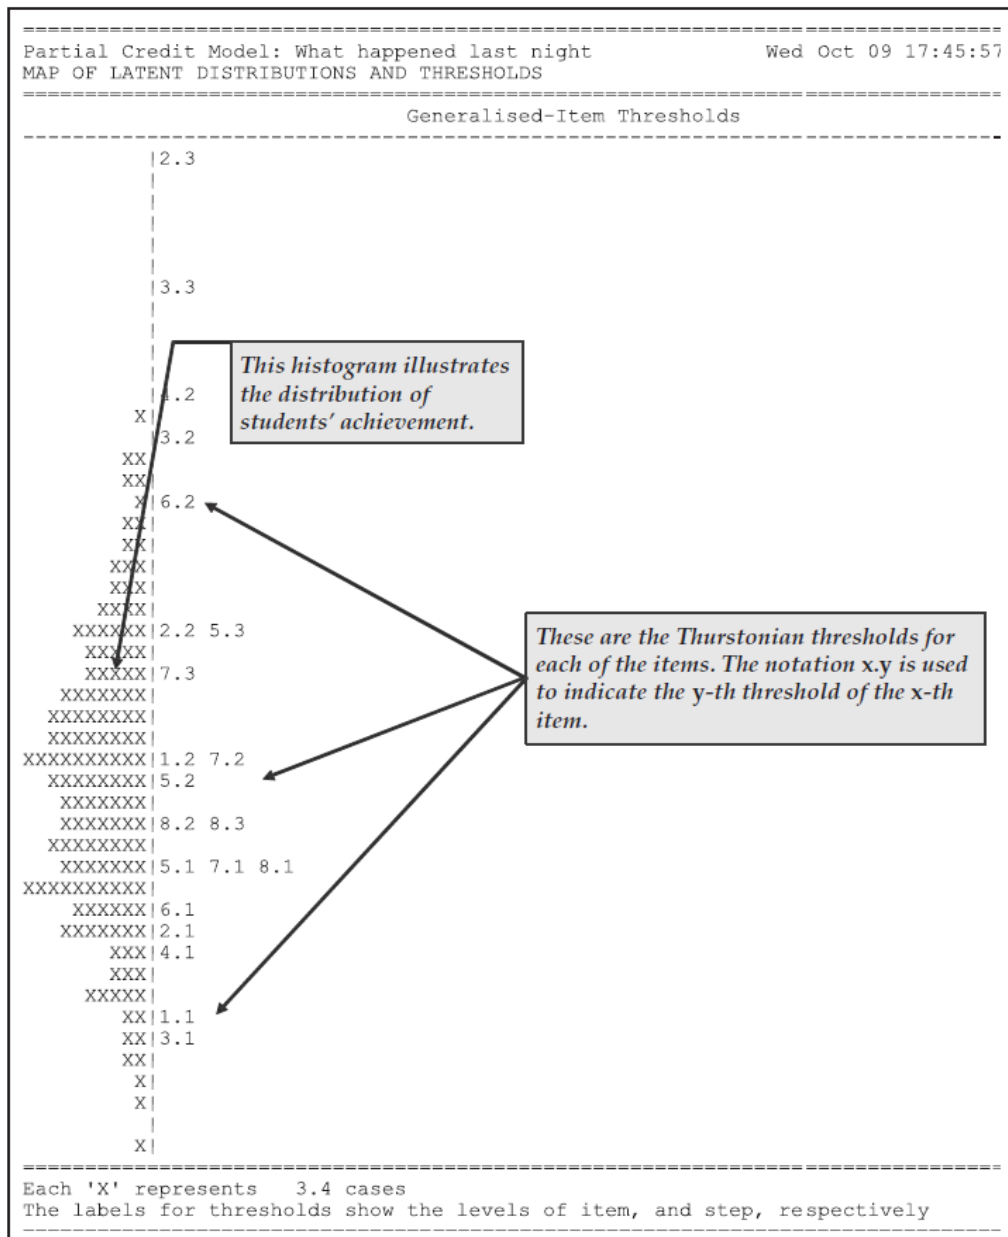 Partial Credit Model: What happened last night Wed Oct 09 17:45:57
MAP OF LATENT DISTRIBUTIONS AND THRESHOLDS
Generalised-Item Thresholds
|2.3
|
|
|
|
|
|3.3
|
|
|
|
.2
X|
|3.2
XX|
XX|
X|6.2
XX|
XX|
XXX|
XXX|
XXXX|
XXXXXX|2.2 5.3
XXXXX|
XXXXX|7.3
XXXXXXX|
XXXXXXXX|
XXXXXXXX|
XXXXXXXXXX|1.2 7.2
XXXXXXXX|5.2
XXXXXXX|
XXXXXXX|8.2 8.3
XXXXXXXX|
XXXXXXX|5.1 7.1 8.1
XXXXXXXXXX|
XXXXXX|6.1
XXXXXXX|2.1
XXX|4.1
XXX|
XXXXX|
XX|1.1
XX|3.1
XX|
X|
X|
|
X|
This histogram illustrates
the distribution of
students' achievement.
These are the Thurstonian thresholds for
each of the items. The notation x.y is used
to indicate the y-th threshold of the x-th
item.
Each 'X' represents 3.4 cases
The labels for thresholds show the levels of item, and step, respectively